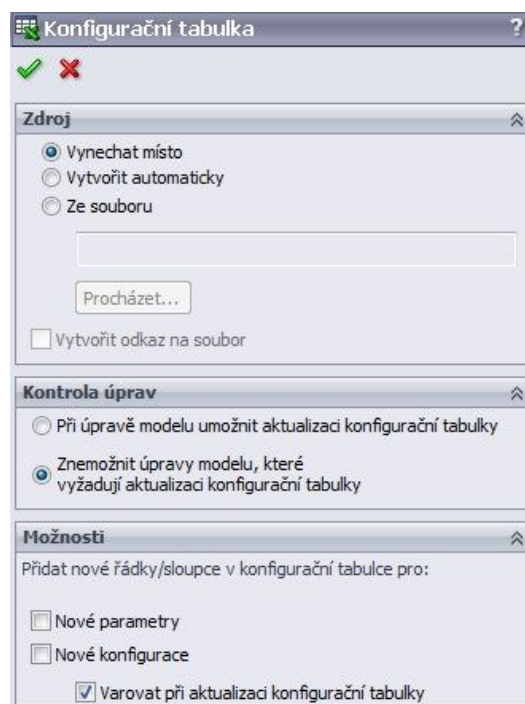 Konfigurační tabulka ?
Zdroj
Vynechat místo
Vytvořit automaticky
Ze souboru
Procházet...
Vytvořit odkaz na soubor
Kontrola úprav
Při úpravě modelu umožnit aktualizaci konfigurační tabulky
Znemožnit úpravy modelu, které
vyžadují aktualizaci konfigurační tabulky
Možnosti
Přidat nové řádky/sloupce v konfigurační tabulce pro:
Nové parametry
Nové konfigurace
Varovat při aktualizaci konfigurační tabulky